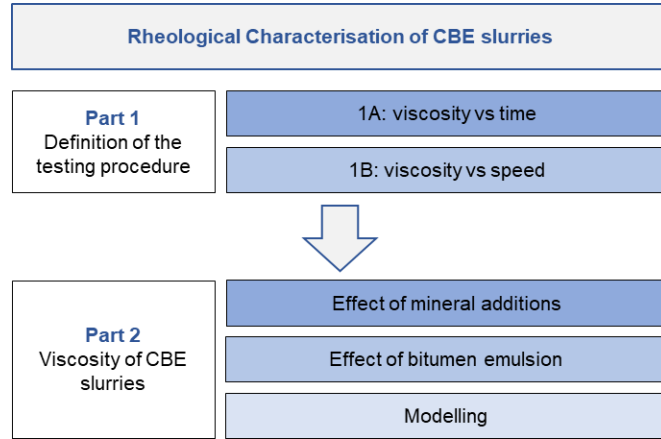 Rheological Characterisation of CBE slurries
Part 1
Definition of the
testing procedure
1A: viscosity vs time
1B: viscosity vs speed
Part 2
Viscosity of CBE
slurries
Effect of mineral additions
Effect of bitumen emulsion
Modelling